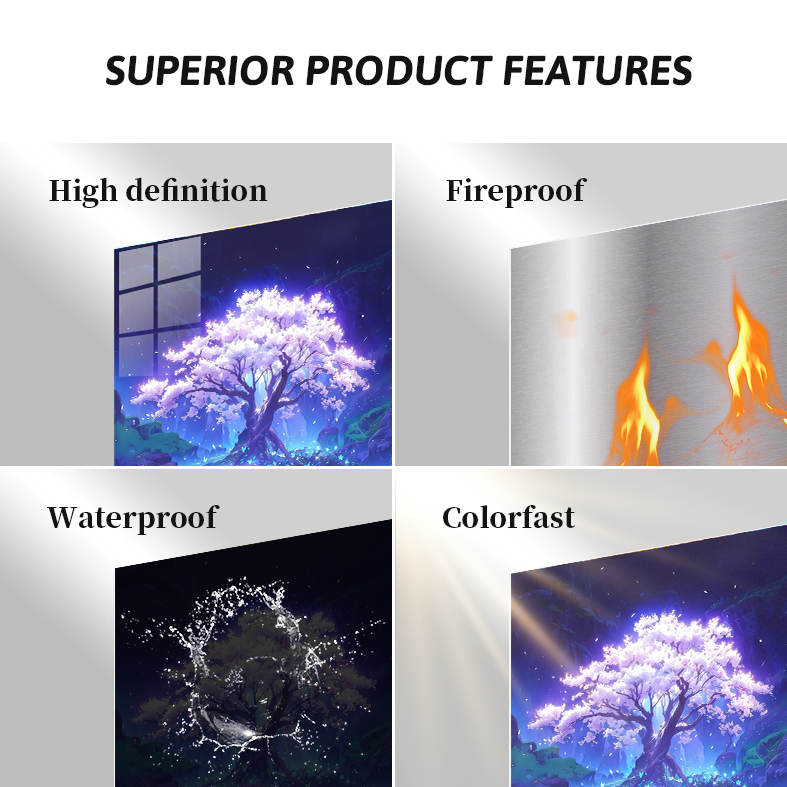 SUPERIOR PRODUCT FEATURES
High definition
Fireproof
Waterproof
Colorfast